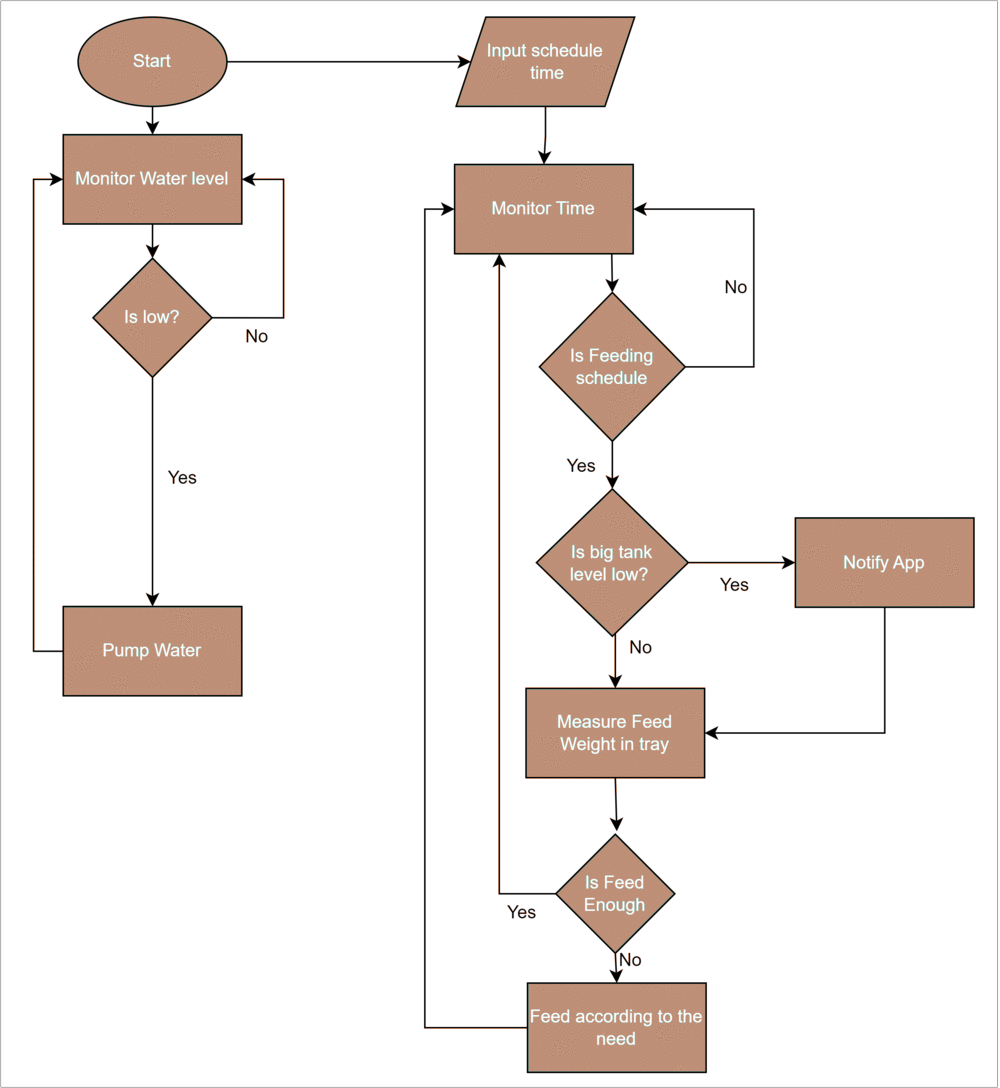 Start
Input schedule
time
Monitor Water level
Monitor Time
Is low?
No
No
Is Feeding
schedule
Yes
Yes
Is big tank
level low?
Yes
Notify App
No
Pump Water
Measure Feed
Weight in tray
Is Feed
Enough
Yes
No
Feed according to the
need